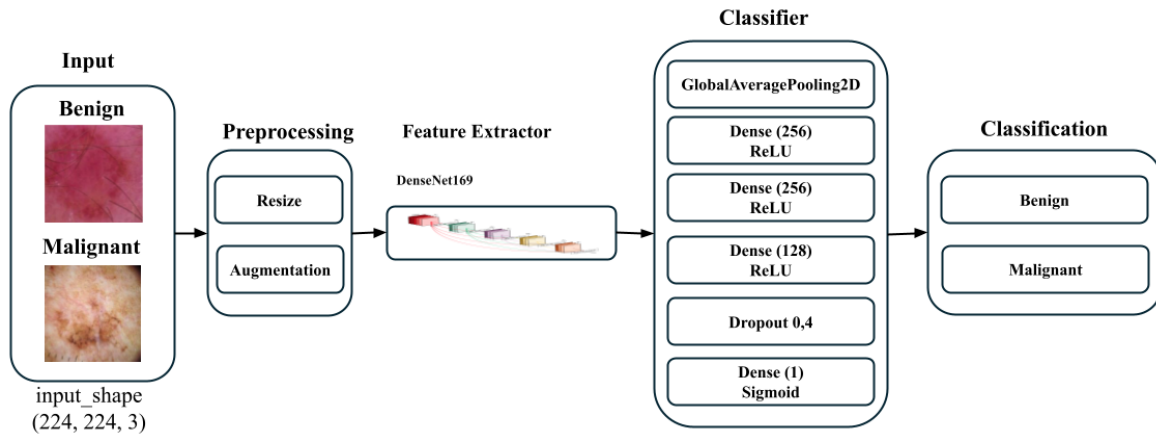 Input
Benign
Malignant
input_shape
(224, 224, 3)
Preprocessing
Resize
Augmentation
Feature Extractor
DenseNet169
Classifier
GlobalAveragePooling2D
Dense (256)
ReLU
Dense (256)
ReLU
Dense (128)
ReLU
Dropout 0,4
Dense (1)
Sigmoid
Classification
Benign
Malignant